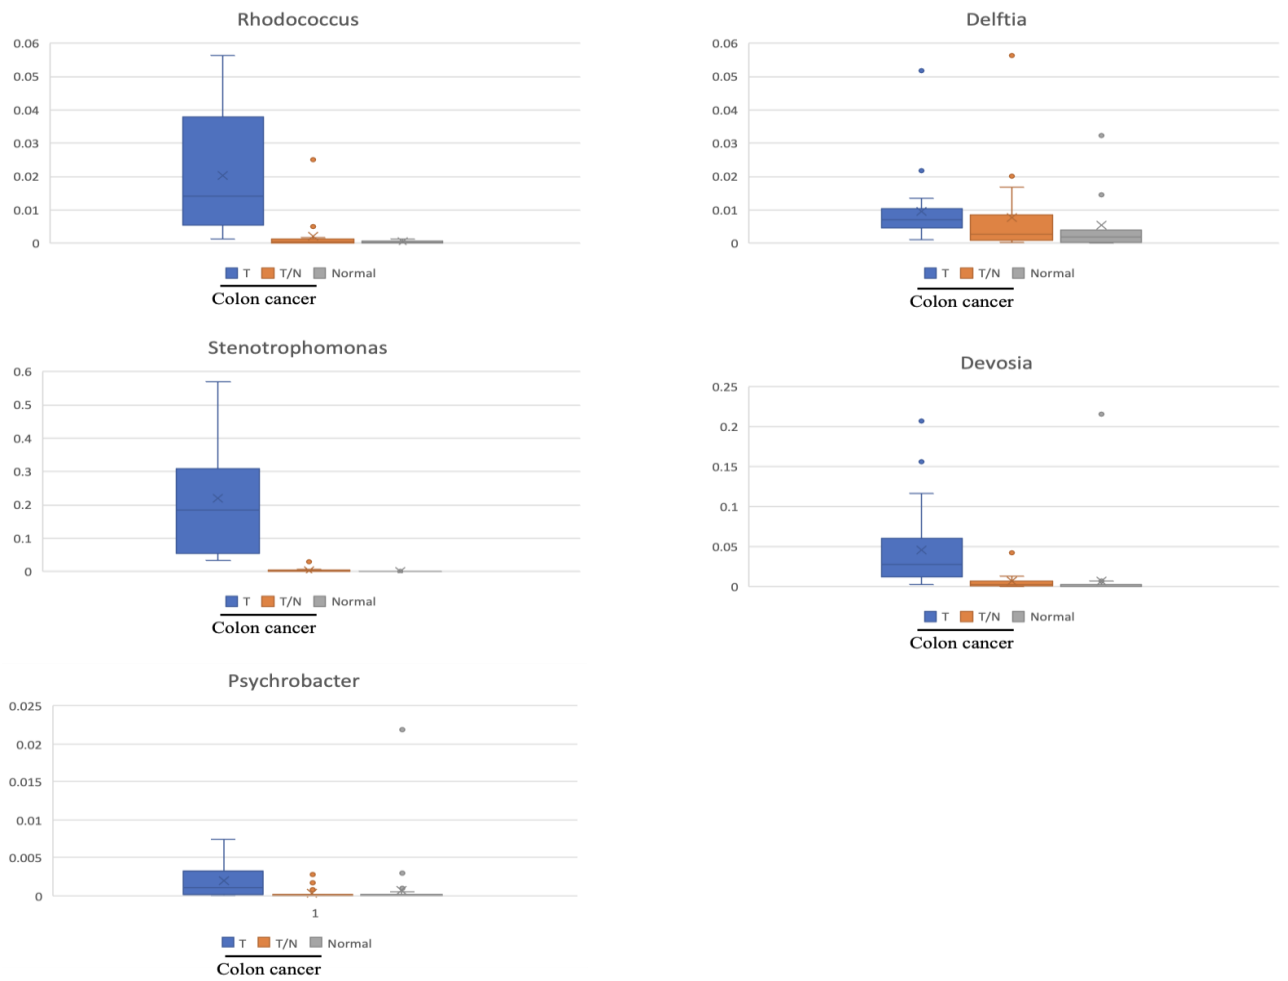 Rhodococcus
0.06
0.05
0.04
0.03
0.02
0.01
0
T T/N Normal
Colon cancer
Delftia
0.06
0.05
0.04
0.03
0.02
0.01
0
T T/N Normal
Colon cancer
Stenotrophomonas
0.6
0.5
0.4
0.3
0.2
0.1
0
T T/N Normal
Colon cancer
Devosia
0.25
0.2
0.15
0.1
0.05
0
T T/N Normal
Colon cancer
Psychrobacter
0.025
0.02
0.015
0.01
0.005
0
1
T T/N Normal
Colon cancer